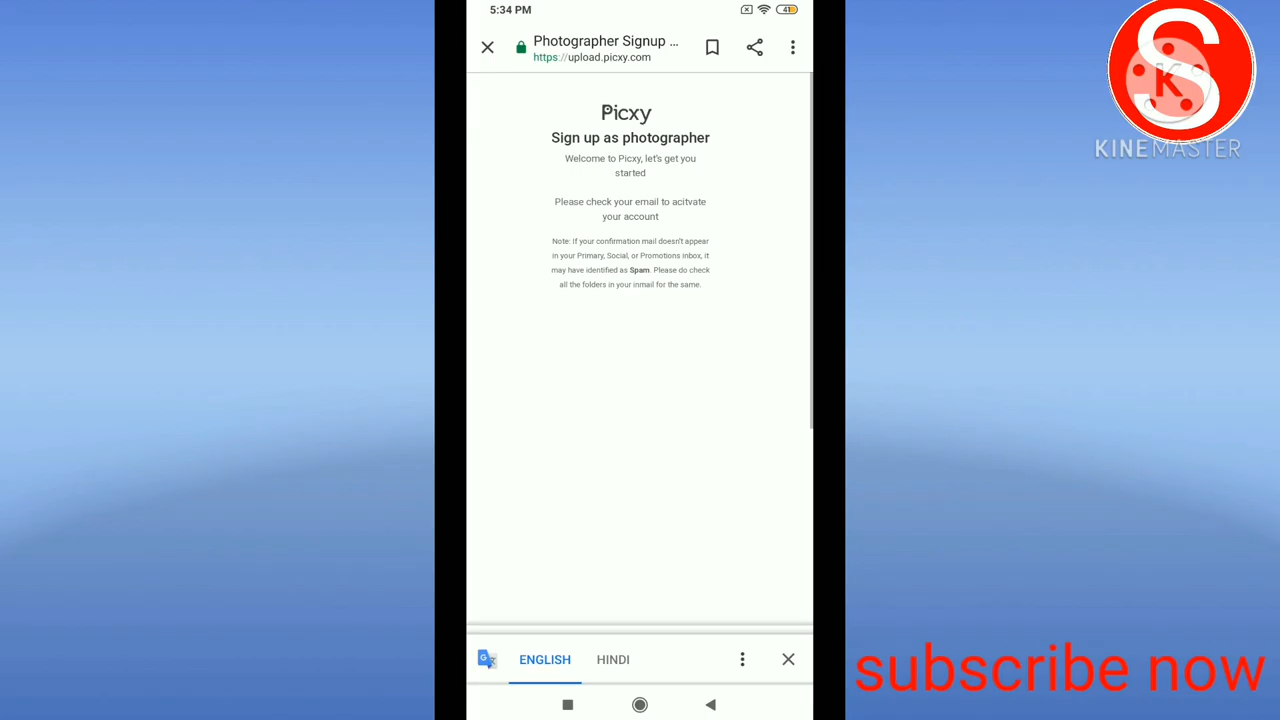 5:34 PM
41
Photographer Signup ...
https://upload.picxy.com
Picxy
Sign up as photographer
Welcome to Picxy, let's get you
started
Please check your email to acitvate
your account
Note: If your confirmation mail doesn't appear
in your Primary, Social, or Promotions inbox, it
may have identified as Spam. Please do check
all the folders in your inmail for the same.
ENGLISH
HINDI
S
K
KINEMASTER
subscribe now